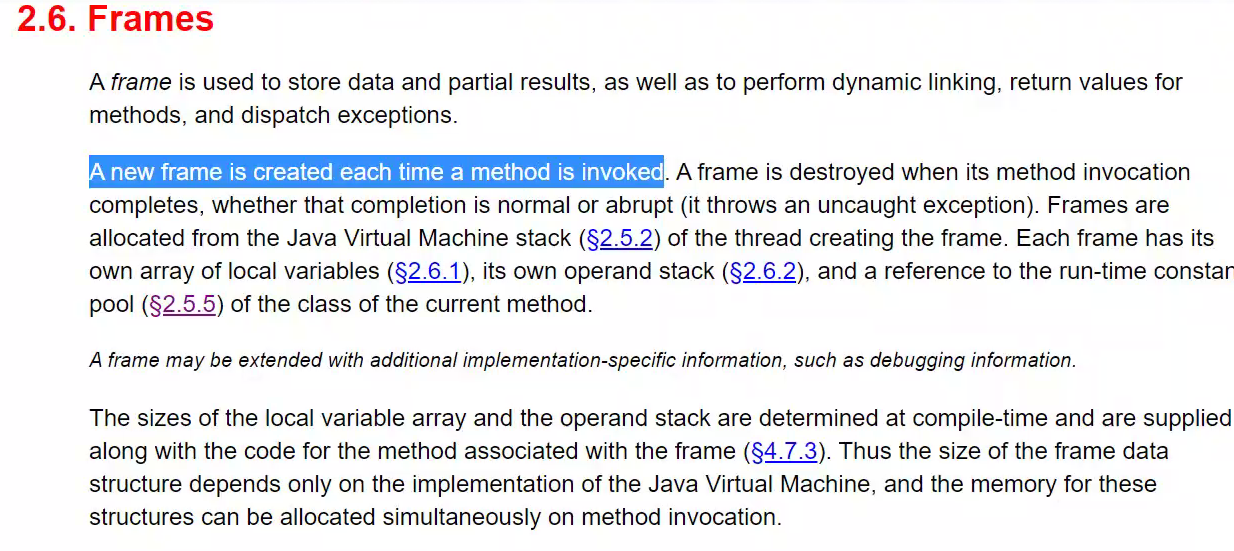 2.6. Frames
A frame is used to store data and partial results, as well as to perform dynamic linking, return values for
methods, and dispatch exceptions.
A new frame is created each time a method is invoked. A frame is destroyed when its method invocation
completes, whether that completion is normal or abrupt (it throws an uncaught exception). Frames are
allocated from the Java Virtual Machine stack (§2.5.2) of the thread creating the frame. Each frame has its
own array of local variables (§2.6.1), its own operand stack (§2.6.2), and a reference to the run-time constan
pool (§2.5.5) of the class of the current method.
A frame may be extended with additional implementation-specific information, such as debugging information.
The sizes of the local variable array and the operand stack are determined at compile-time and are supplied
along with the code for the method associated with the frame (§4.7.3). Thus the size of the frame data
structure depends only on the implementation of the Java Virtual Machine, and the memory for these
structures can be allocated simultaneously on method invocation.